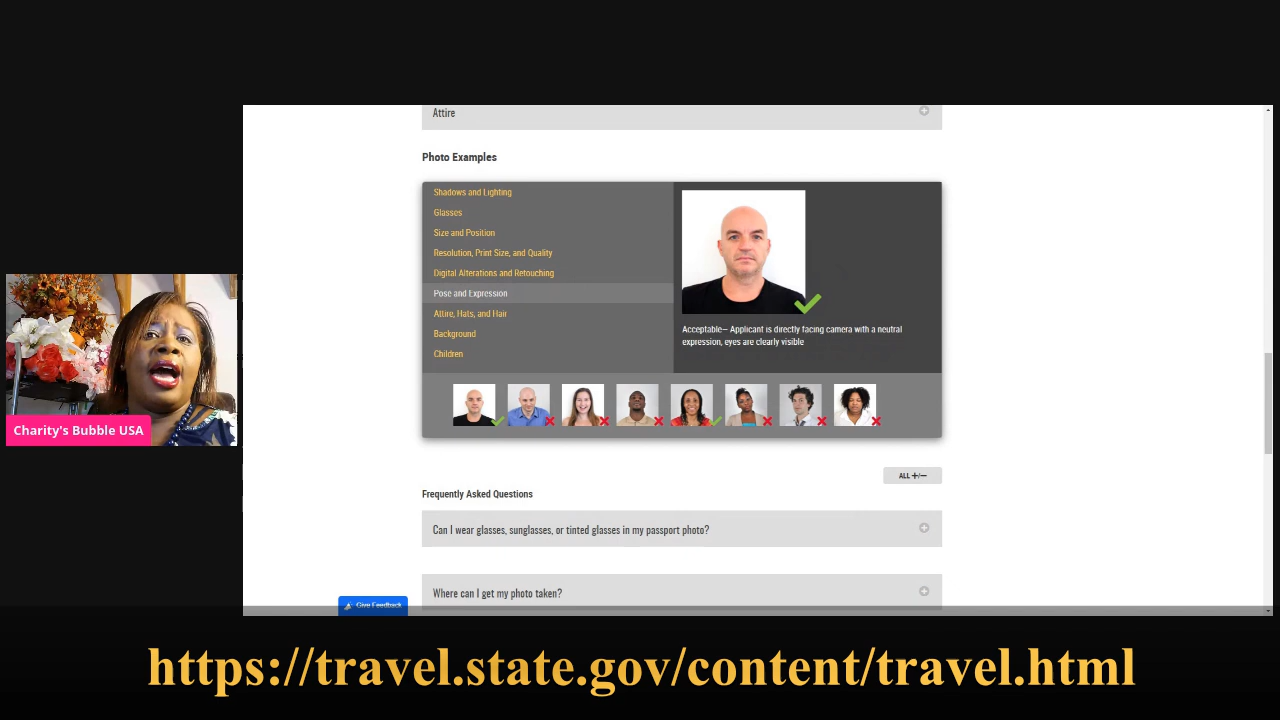 Attire
Photo Examples
Shadows and Lighting
Glasses
Size and Position
Resolution, Print Size, and Quality
Digital Alterations and Retouching
Pose and Expression
Attire, Hats, and Hair
Background
Children
Acceptable— Applicant is directly facing camera with a neutral
expression, eyes are clearly visible
ALL +/−
Frequently Asked Questions
Can I wear glasses, sunglasses, or tinted glasses in my passport photo?
Where can I get my photo taken?
Give Feedback
Charity's Bubble USA
https://travel.state.gov/content/travel.html